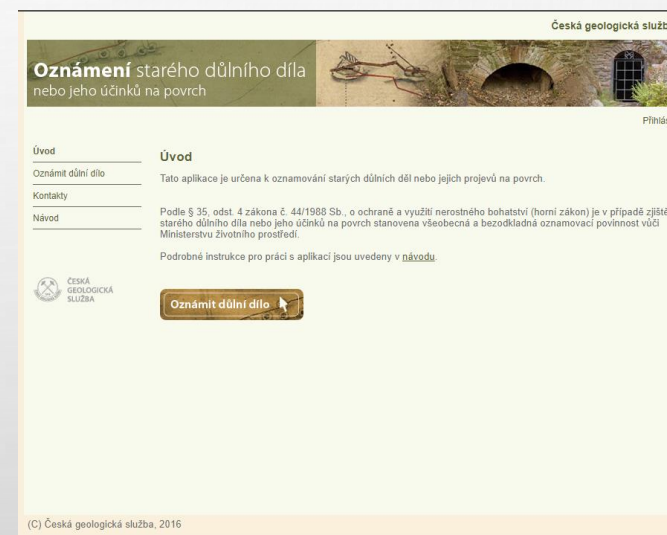 Česká geologická služb
Oznámení starého důlního díla
nebo jeho účinků na povrch
Přihlás
Úvod
Oznámit důlní dílo
Kontakty
Návod
ČESKÁ
GEOLOGICKÁ
SLUŽBA
Úvod
Tato aplikace je určena k oznamování starých důlních děl nebo jejich projevů na povrch.
Podle § 35, odst. 4 zákona č. 44/1988 Sb., o ochraně a využití nerostného bohatství (horní zákon) je v případě zjiště
starého důlního díla nebo jeho účinků na povrch stanovena všeobecná a bezodkladná oznamovací povinnost vůči
Ministerstvu životního prostředí.
Podrobné instrukce pro práci s aplikací jsou uvedeny v návodu.
Oznámit důlní dílo
(C) Česká geologická služba, 2016